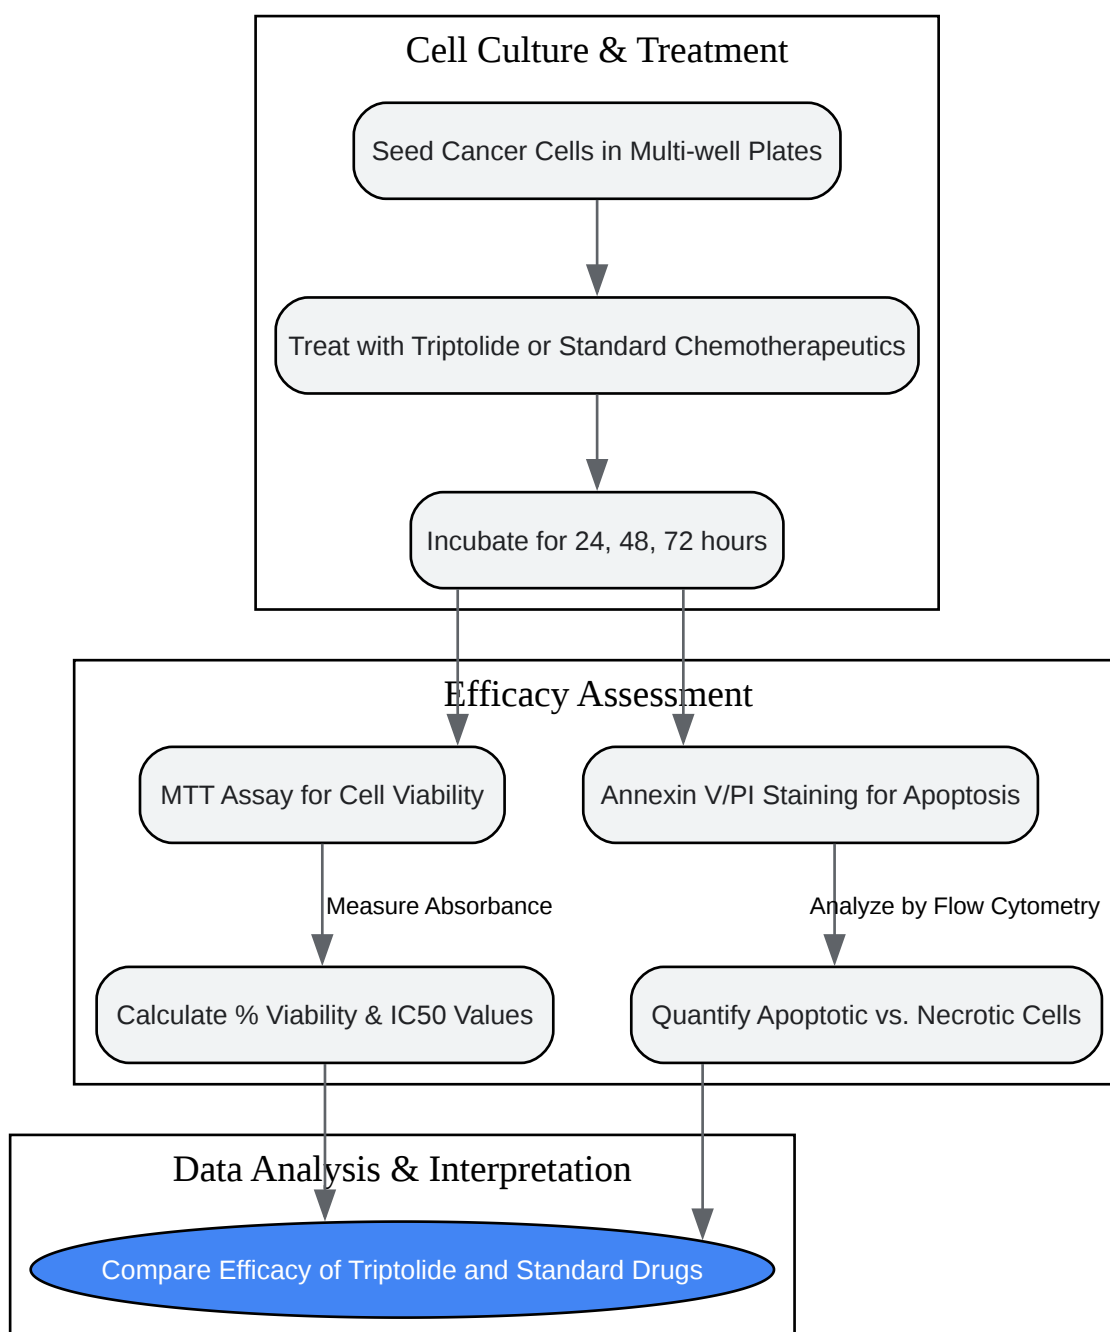 Cell Culture & Treatment
Seed Cancer Cells in Multi-well Plates
Treat with Triptolide or Standard Chemotherapeutics
Incubate for 24, 48, 72 hours
Efficacy Assessment
MTT Assay for Cell Viability
Annexin V/PI Staining for Apoptosis
Measure Absorbance
Analyze by Flow Cytometry
Calculate % Viability & IC50 Values
Quantify Apoptotic vs. Necrotic Cells
Data Analysis & Interpretation
Compare Efficacy of Triptolide and Standard Drugs